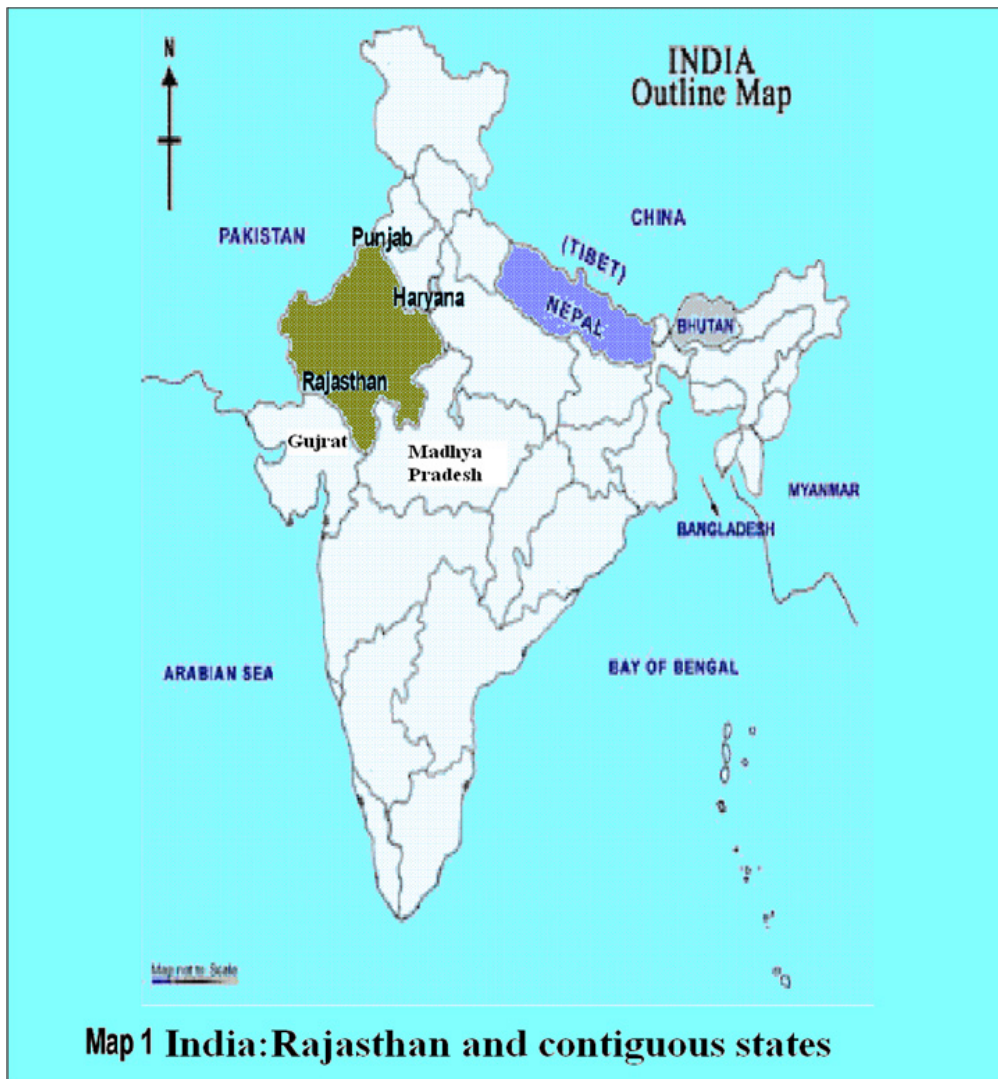 N
INDIA
Outline Map
CHINA
PAKISTAN
Punjab
(TIBET)
Haryana
NEPAL
BHUTAN
Rajasthan
Gujrat
Madhya
Pradesh
MYANMAR
BANGLADESH
ARABIAN SEA
BAY OF BENGAL
Map not to Scale
Map 1 India:Rajasthan and contiguous states